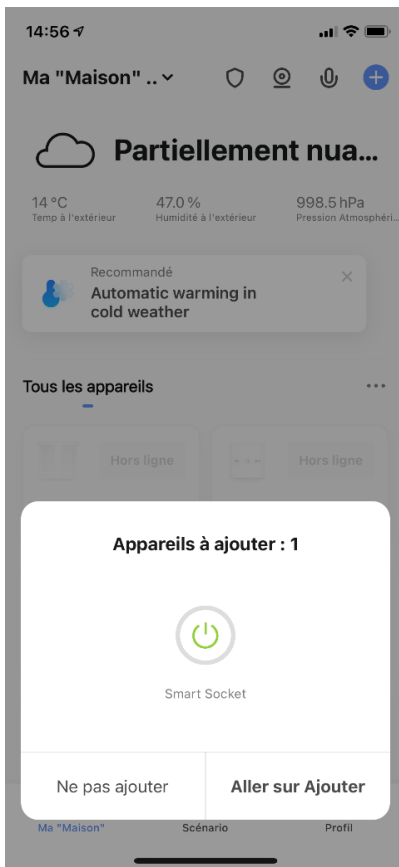 14:56
Ma "Maison" ..
Partiellement nua...
14 °C 47.0 % 998.5 hPa
Temp à l'extérieur Humidité à l'extérieur Pression Atmosphéri...
Recommandé
Automatic warming in
cold weather
Tous les appareils
Hors ligne Hors ligne
Appareils à ajouter : 1
Smart Socket
Ne pas ajouter Aller sur Ajouter
Ma "Maison" Scénario Profil